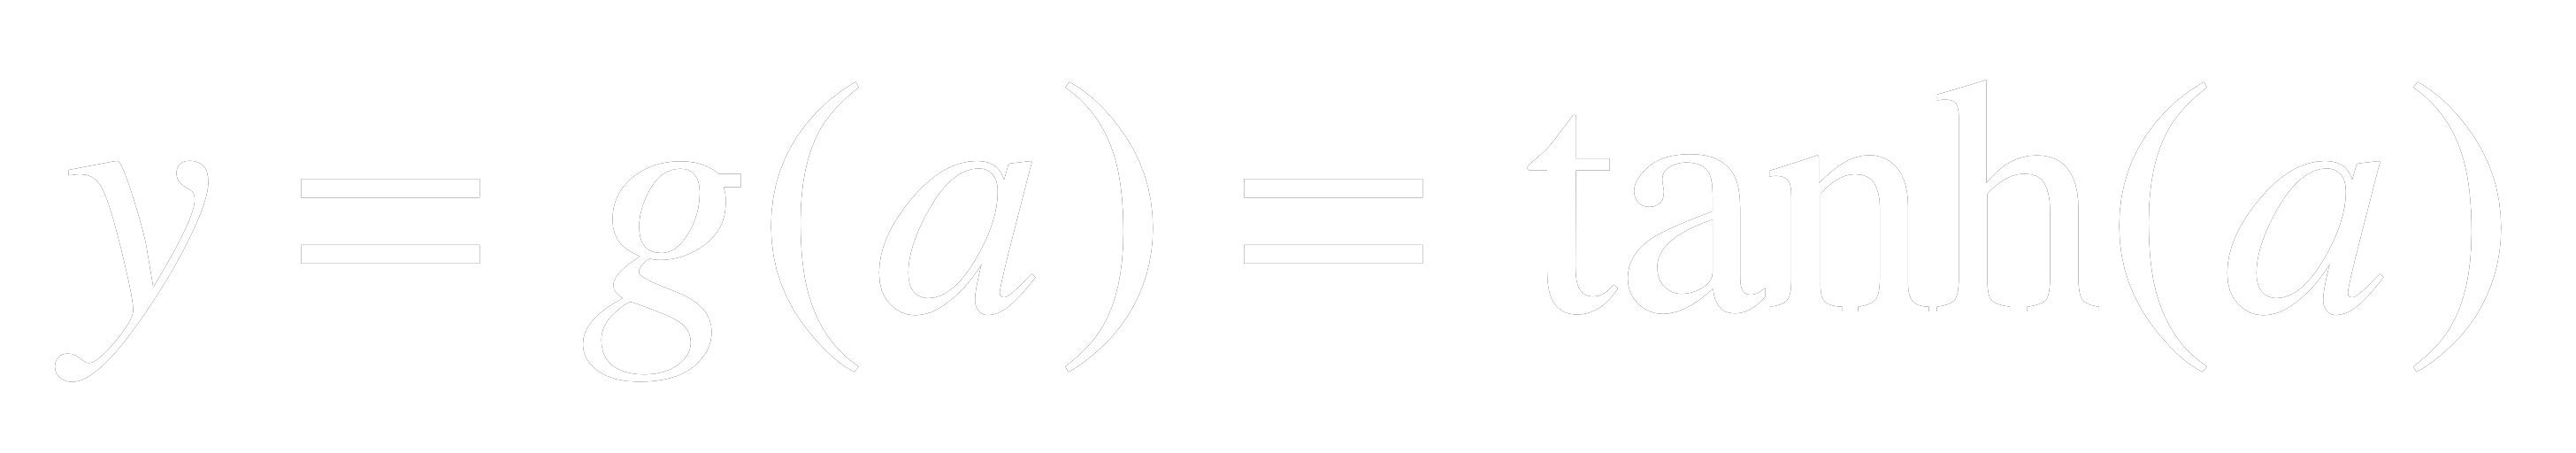 y = g(a) = tanh(a)